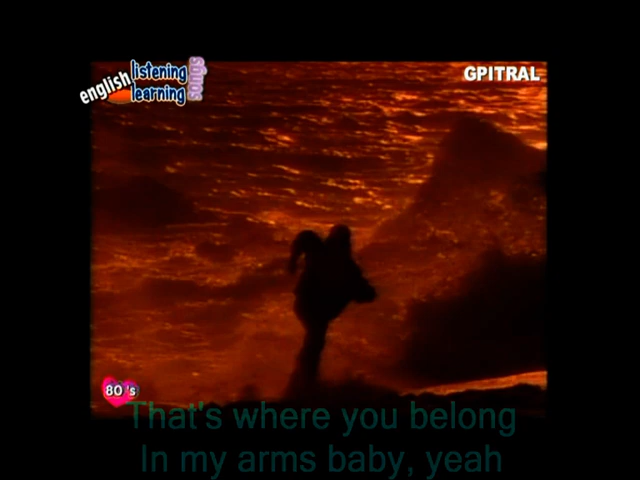 english
listening
learning
songs
GPITRAL
80's
That's where you belong
In my arms baby, yeah